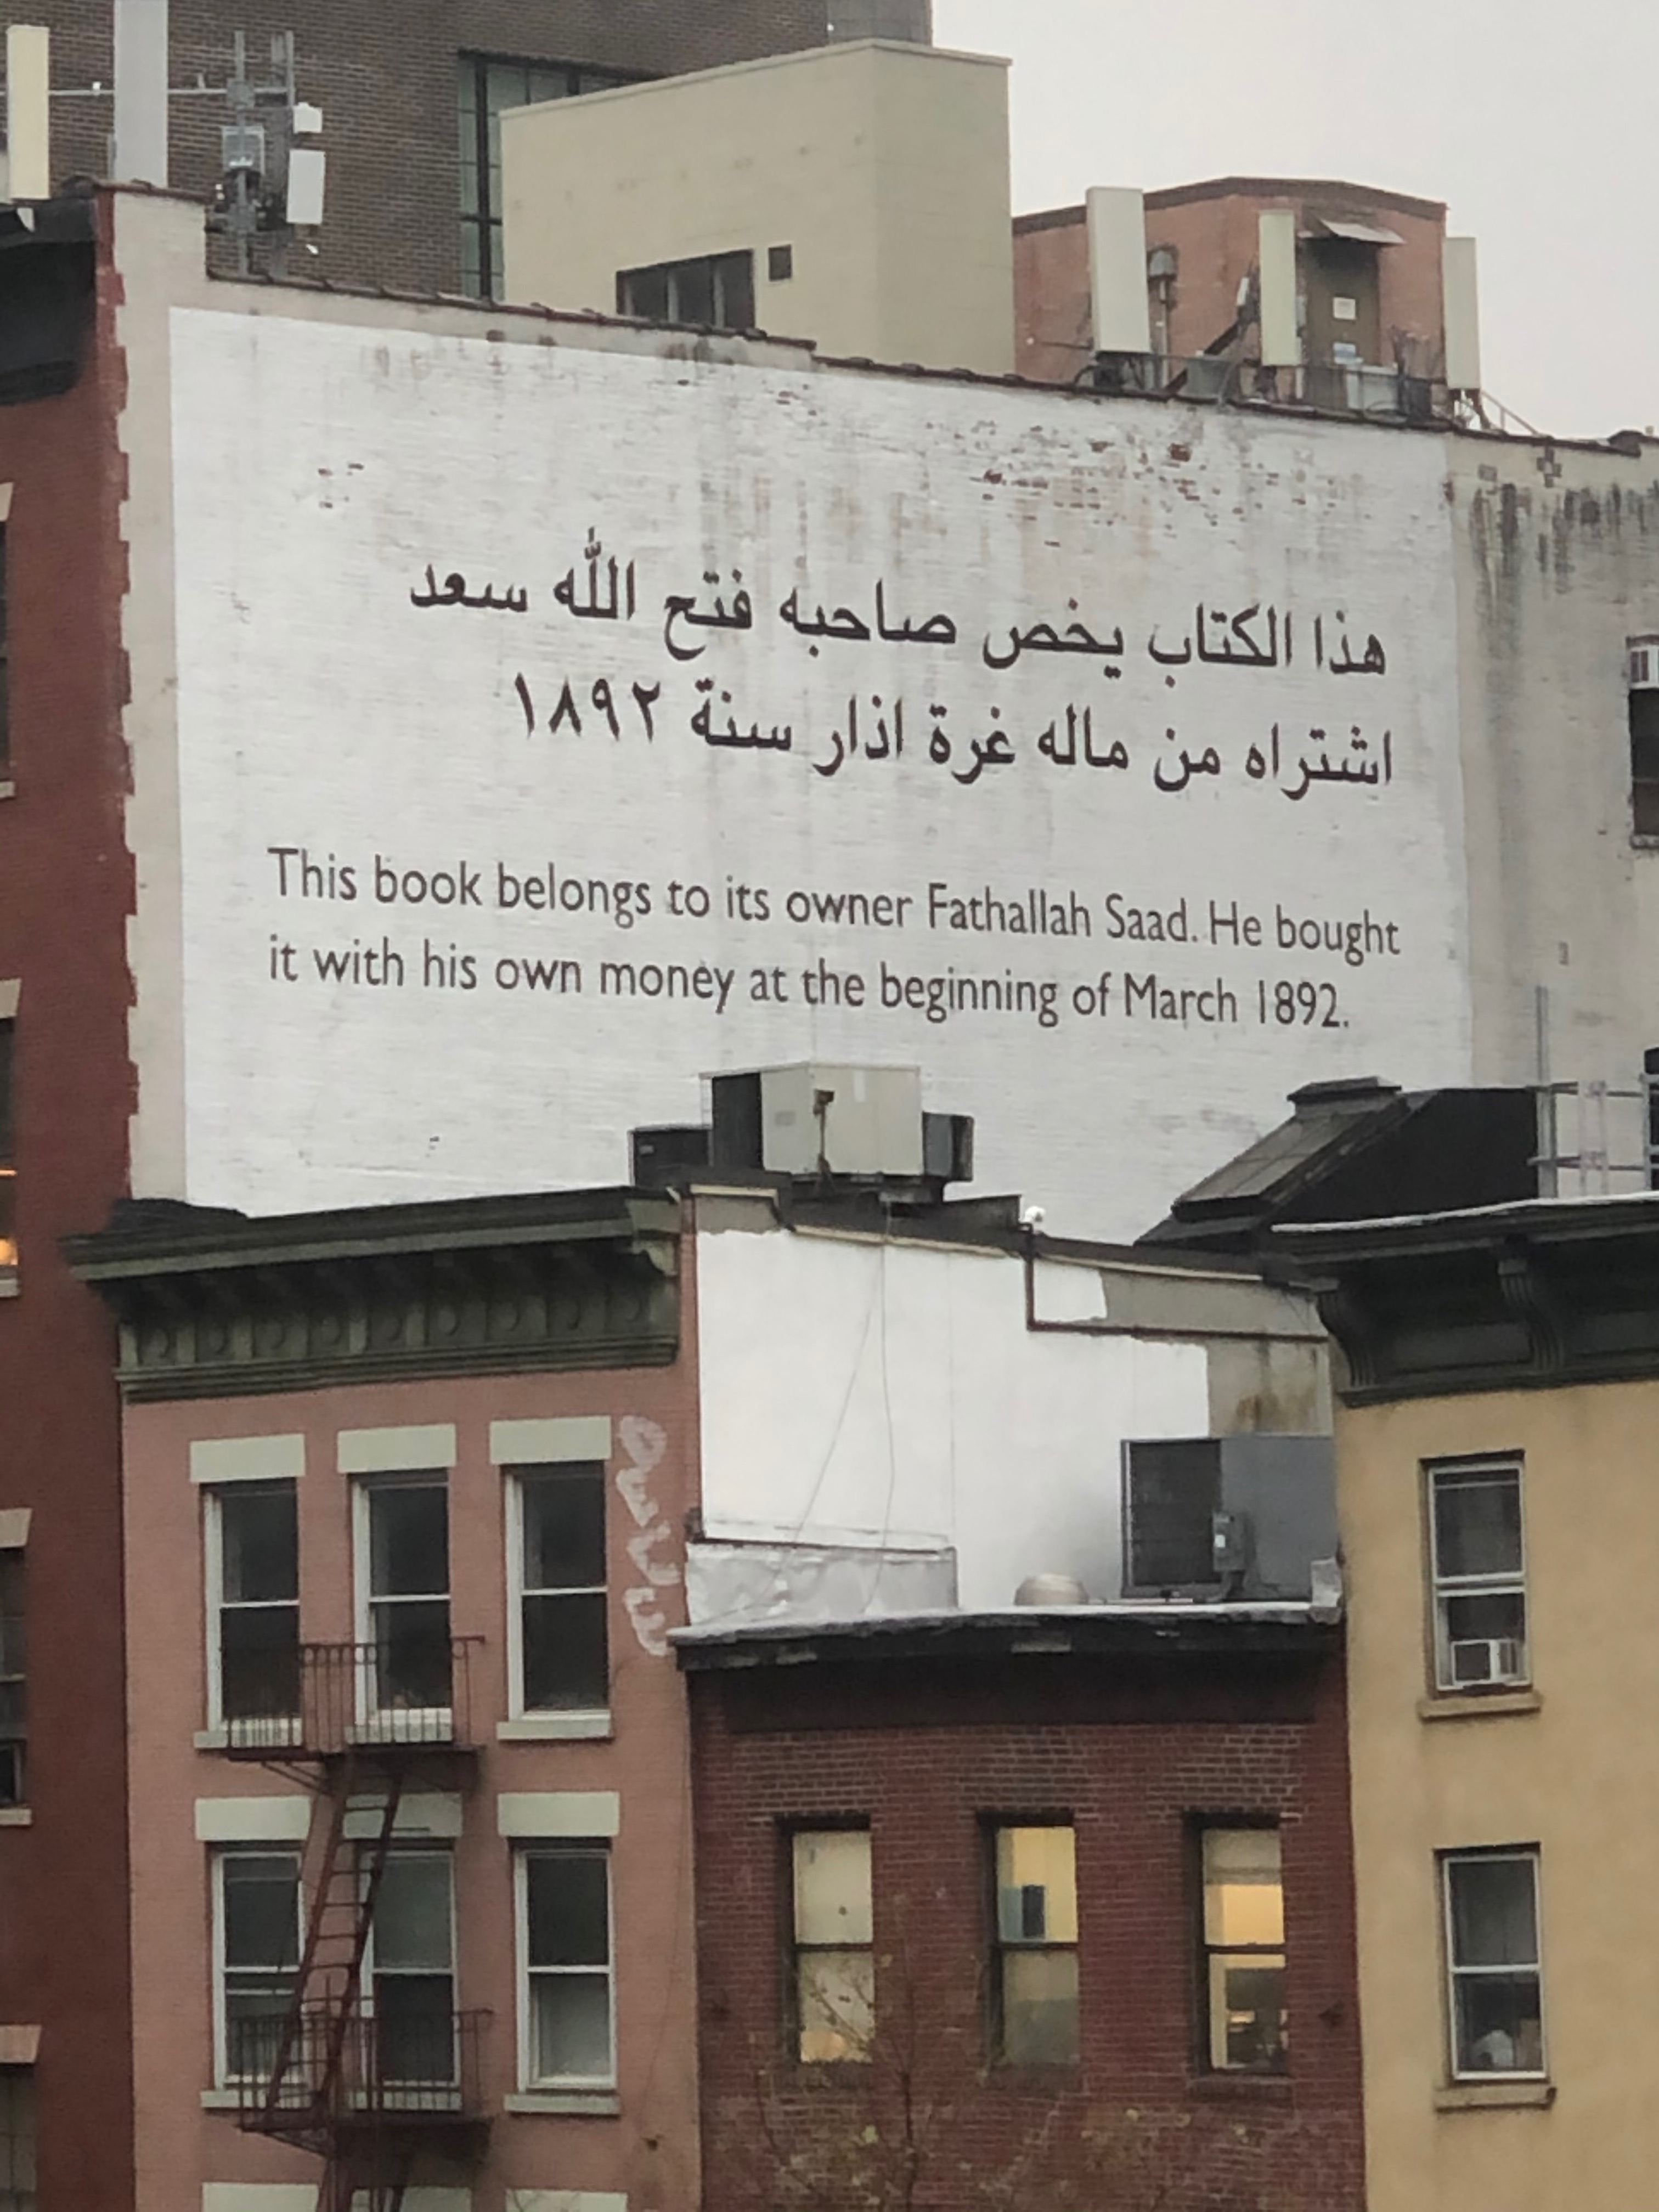 هذا الكتاب يخص صاحبه فتح الله سعد
اشتراه من ماله غرة اذار سنة ١٨٩٢
This book belongs to its owner Fathallah Saad. He bought
it with his own money at the beginning of March 1892.